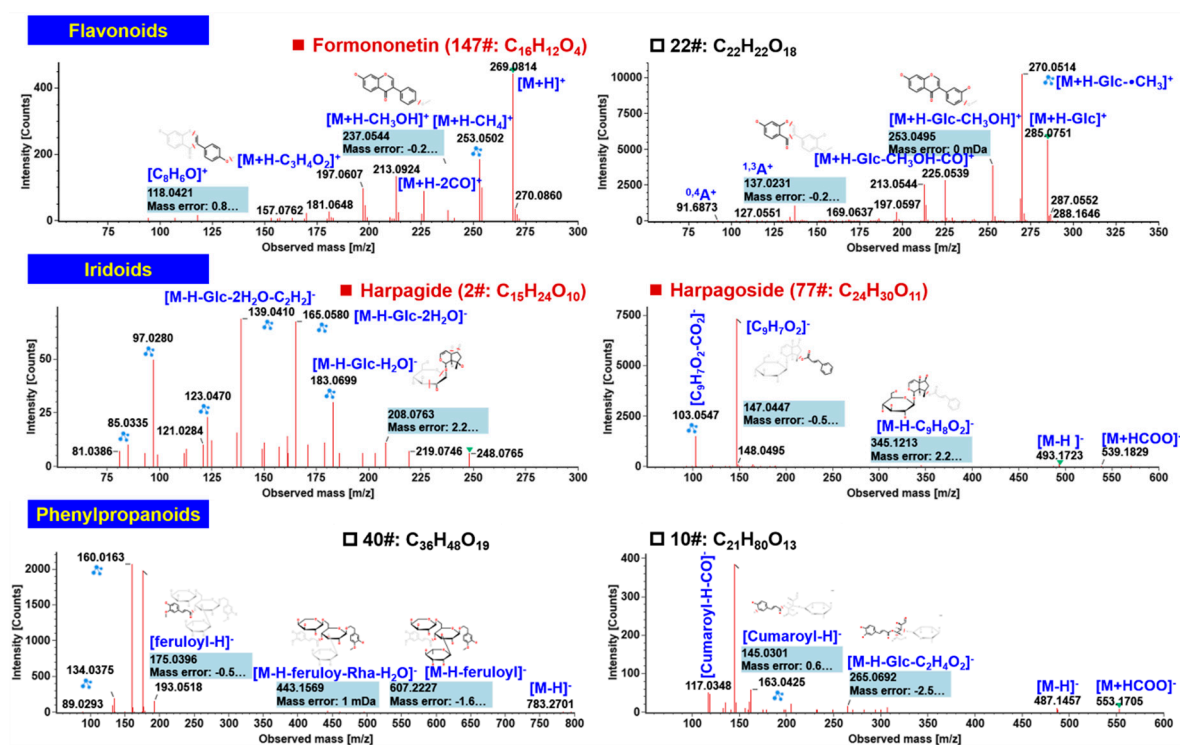 Flavonoids
■ Formononetin (147#: C16H12O4)
Intensity [Counts]
400
200
0
[C8H6O]+
118.0421
Mass error: 0.8…
[M+H-C3H4O2]+
197.0607
[M+H-CH3OH]+
237.0544
Mass error: -0.2…
[M+H-CH4]+
253.0502
269.0814
[M+H]+
213.0924
[M+H-2CO]+
270.0860
157.0762
181.0648
75 100 125 150 175 200 225 250 275 300
Observed mass [m/z]
□ 22#: C22H22O18
Intensity [Counts]
10000
7500
5000
2500
0
270.0514
[M+H-Glc-•CH3]+
[M+H-Glc-CH3OH]+
253.0495
Mass error: 0 mDa
[M+H-Glc]+
285.0751
[M+H-Glc-CH3OH-CO]+
225.0539
1,3A+
137.0231
Mass error: -0.2…
213.0544
0,4A+
91.6873
127.0551
169.0637
197.0597
287.0552
288.1646
75 100 125 150 175 200 225 250 275 300 350
Observed mass [m/z]
Iridoids
■ Harpagide (2#: C15H24O10)
Intensity [Counts]
50
25
0
[M-H-Glc-2H2O-C2H2]-
139.0410
165.0580
[M-H-Glc-2H2O]-
97.0280
[M-H-Glc-H2O]-
183.0699
123.0470
208.0763
Mass error: 2.2…
85.0335
121.0284
81.0386
219.0746
248.0765
75 100 125 150 175 200 225 250 300
Observed mass [m/z]
■ Harpagoside (77#: C24H30O11)
Intensity [Counts]
7500
5000
2500
0
[C9H7O2-CO2]-
103.0547
[C9H7O2]-
147.0447
Mass error: -0.5…
148.0495
[M-H-C9H8O2]-
345.1213
Mass error: 2.2…
[M-H ]-
493.1723
[M+HCOO]-
539.1829
100 150 200 250 300 350 400 450 500 550 600
Observed mass [m/z]
Phenylpropanoids
□ 40#: C36H48O19
Intensity [Counts]
2000
1500
1000
500
0
160.0163
[feruloyl-H]-
175.0396
Mass error: -0.5…
134.0375
193.0518
89.0293
[M-H-feruloy-Rha-H2O]-
443.1569
Mass error: 1 mDa
[M-H-feruloyl]-
607.2227
Mass error: -1.6…
[M-H]-
783.2701
100 200 300 400 500 600 700 800
Observed mass [m/z]
□ 10#: C21H80O13
Intensity [Counts]
400
300
200
100
0
[Cumaroyl-H-CO]-
117.0348
[Cumaroyl-H]-
145.0301
Mass error: 0.6…
163.0425
[M-H-Glc-C2H4O2]-
265.0692
Mass error: -2.5…
[M-H]-
487.1457
[M+HCOO]-
553.1705
100 150 200 250 300 350 400 450 500 550 600
Observed mass [m/z]